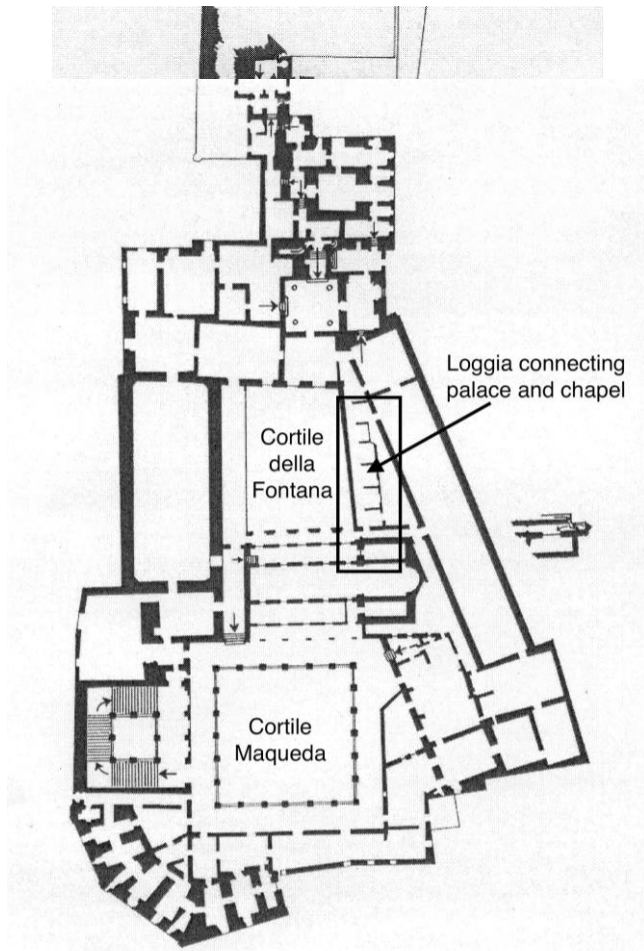 Loggia connecting
palace and chapel
Cortile
della
Fontana
Cortile
Maqueda